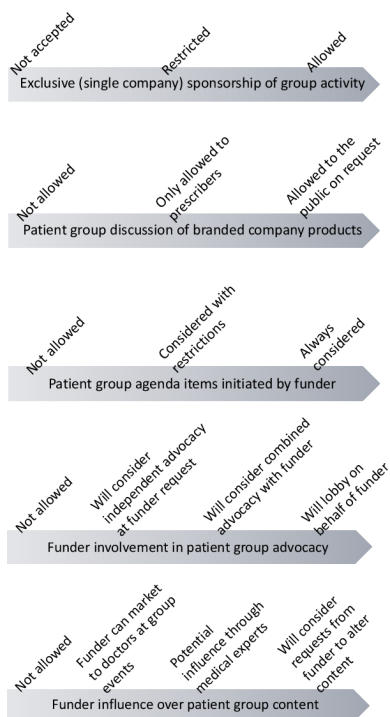 Not accepted
Restricted
Allowed
Exclusive (single company) sponsorship of group activity
Not allowed
Only allowed to
prescribers
Allowed to the
public on request
Patient group discussion of branded company products
Not allowed
Considered with
restrictions
Always
considered
Patient group agenda items initiated by funder
Not allowed
Will consider
independent advocacy
at funder request
Will consider combined
advocacy with funder
Will lobby on
behalf of funder
Funder involvement in patient group advocacy
Not allowed
Funder can market
to doctors at group
events
Potential
influence through
medical experts
Will consider
requests from
funder to alter
content
Funder influence over patient group content